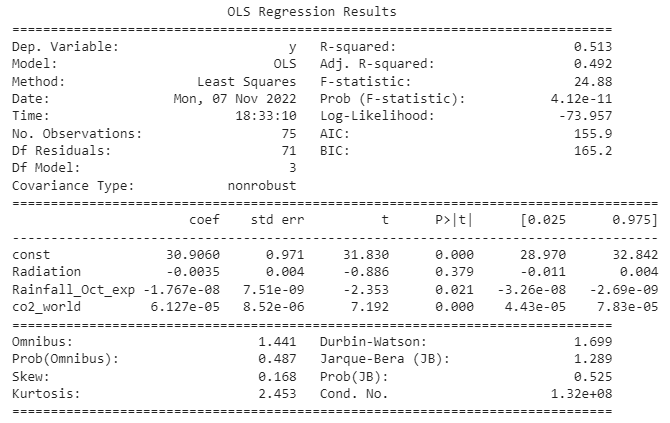 OLS Regression Results
==============================================================================
Dep. Variable: y R-squared: 0.513
Model: OLS Adj. R-squared: 0.492
Method: Least Squares F-statistic: 24.88
Date: Mon, 07 Nov 2022 Prob (F-statistic): 4.12e-11
Time: 18:33:10 Log-Likelihood: -73.957
No. Observations: 75 AIC: 155.9
Df Residuals: 71 BIC: 165.2
Df Model: 3
Covariance Type: nonrobust
====================================================================================
coef std err t P>|t| [0.025 0.975]
------------------------------------------------------------------------------------
const 30.9060 0.971 31.830 0.000 28.970 32.842
Radiation -0.0035 0.004 -0.886 0.379 -0.011 0.004
Rainfall_Oct_exp -1.767e-08 7.51e-09 -2.353 0.021 -3.26e-08 -2.69e-09
co2_world 6.127e-05 8.52e-06 7.192 0.000 4.43e-05 7.83e-05
==============================================================================
Omnibus: 1.441 Durbin-Watson: 1.699
Prob(Omnibus): 0.487 Jarque-Bera (JB): 1.289
Skew: 0.168 Prob(JB): 0.525
Kurtosis: 2.453 Cond. No. 1.32e+08
==============================================================================